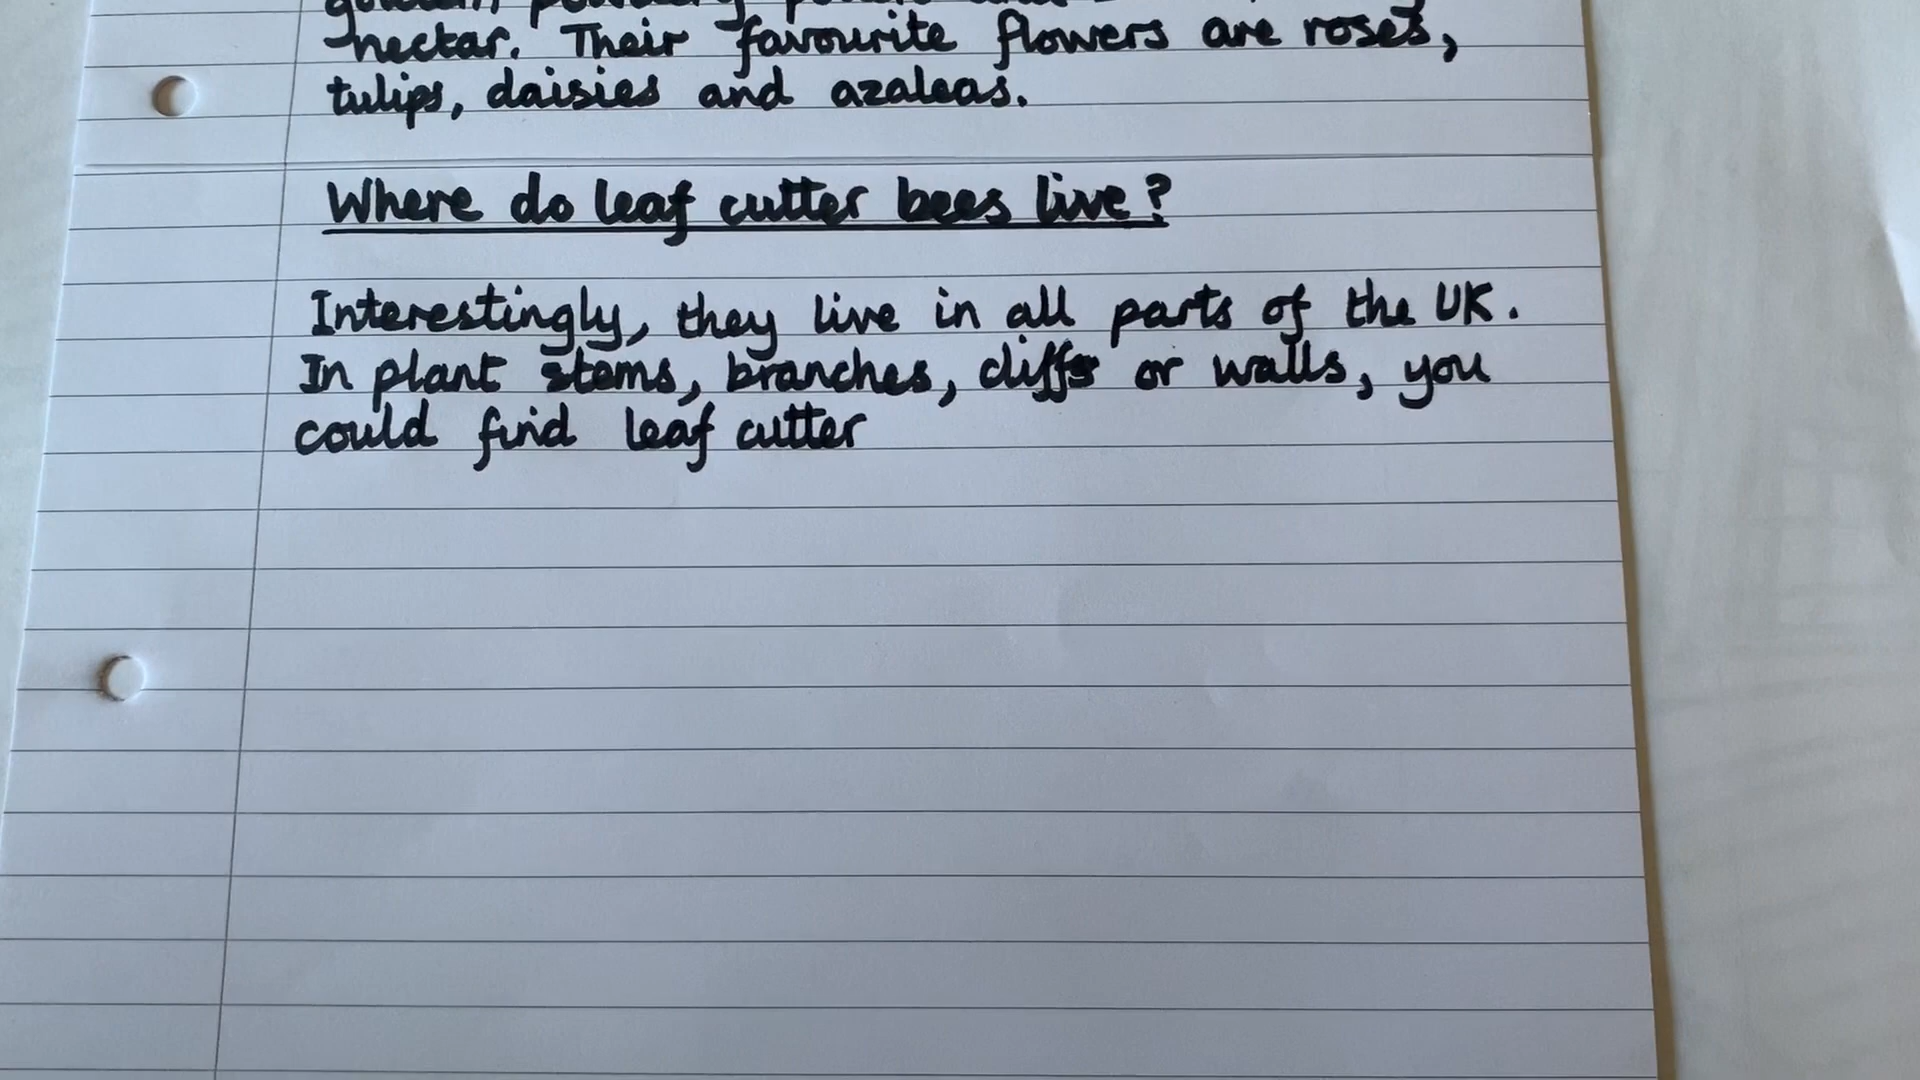 nectar. Their favourite flowers are roses,
tulips, daisies and azaleas.
Where do leaf cutter bees live?
Interestingly, they live in all parts of the UK.
In plant stems, branches, cliffs or walls, you
could find leaf cutter